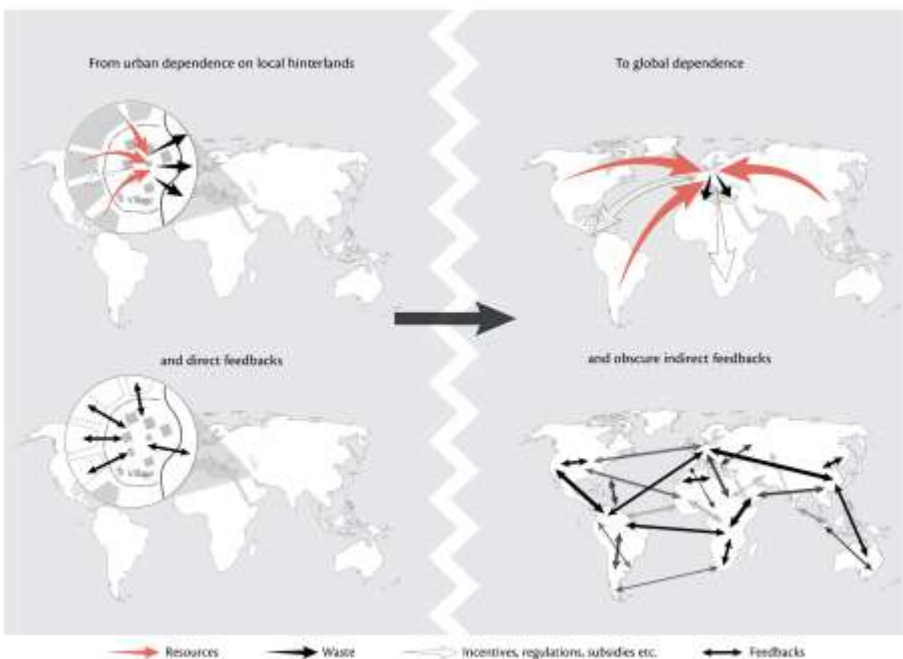 From urban dependence on local hinterlands
To global dependence
and direct feedbacks
and obscure indirect feedbacks
Resources
Waste
Incentives, regulations, subsidies etc.
Feedbacks